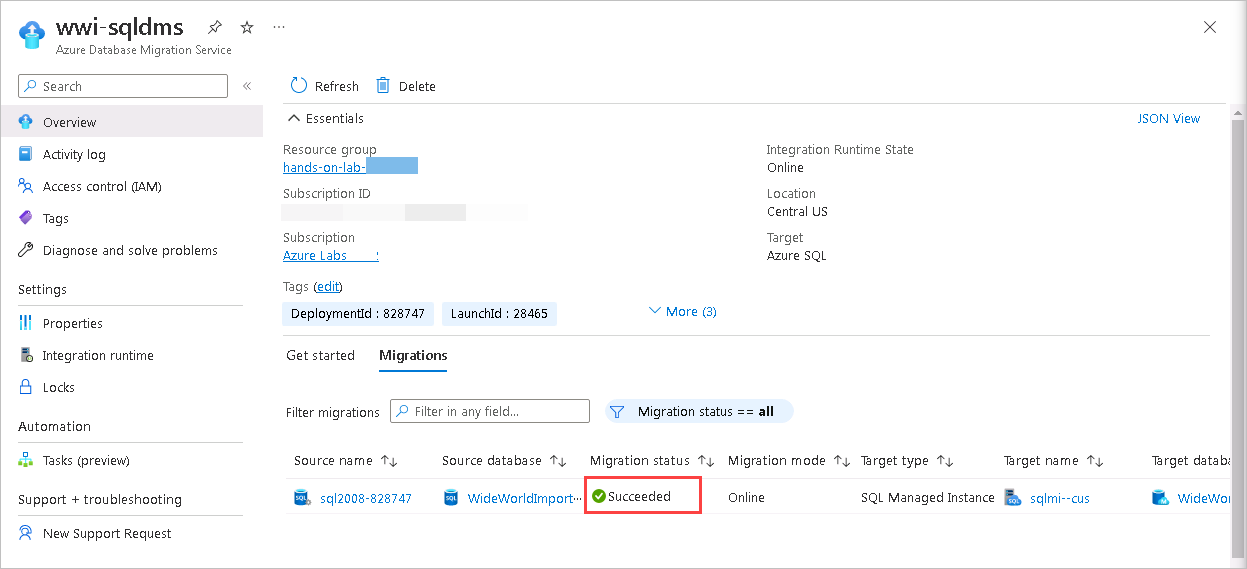 wwi-sqldms
Azure Database Migration Service
Search
Overview
Activity log
Access control (IAM)
Tags
Diagnose and solve problems
Settings
Properties
Integration runtime
Locks
Automation
Tasks (preview)
Support + troubleshooting
New Support Request
Refresh
Delete
Essentials
JSON View
Resource group
hands-on-lab-
Subscription ID
Subscription
Azure Labs
Integration Runtime State
Online
Location
Central US
Target
Azure SQL
Tags (edit)
DeploymentId : 828747 LaunchId : 28465 More (3)
Get started Migrations
Filter migrations Filter in any field... Migration status == all
Source name Source database Migration status Migration mode Target type Target name Target databa
sql2008-828747 WideWorldImport... Succeeded Online SQL Managed Instance sqlmi--cus WideWor